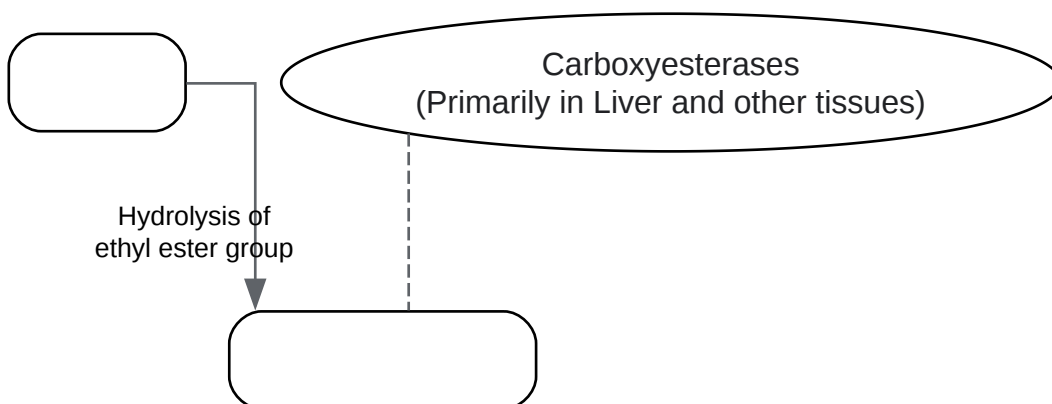 Carboxyesterases
(Primarily in Liver and other tissues)
Hydrolysis of
ethyl ester group